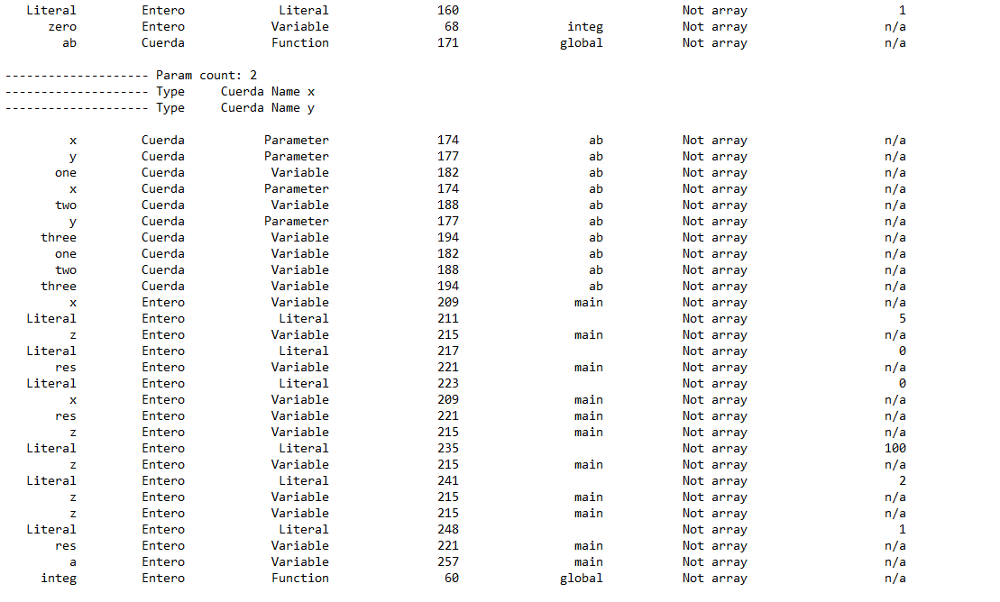 Literal Entero Literal 160 Not array 1
zero Entero Variable 68 integ Not array n/a
ab Cuerda Function 171 global Not array n/a
-------------------- Param count: 2
-------------------- Type Cuerda Name x
-------------------- Type Cuerda Name y
x Cuerda Parameter 174 ab Not array n/a
y Cuerda Parameter 177 ab Not array n/a
one Cuerda Variable 182 ab Not array n/a
x Cuerda Parameter 174 ab Not array n/a
two Cuerda Variable 188 ab Not array n/a
y Cuerda Parameter 177 ab Not array n/a
three Cuerda Variable 194 ab Not array n/a
one Cuerda Variable 182 ab Not array n/a
two Cuerda Variable 188 ab Not array n/a
three Cuerda Variable 194 ab Not array n/a
x Entero Variable 209 main Not array n/a
Literal Entero Literal 211 Not array 5
z Entero Variable 215 main Not array n/a
Literal Entero Literal 217 Not array 0
res Entero Variable 221 main Not array n/a
Literal Entero Literal 223 Not array 0
x Entero Variable 209 main Not array n/a
res Entero Variable 221 main Not array n/a
z Entero Variable 215 main Not array n/a
Literal Entero Literal 235 Not array 100
z Entero Variable 215 main Not array n/a
Literal Entero Literal 241 Not array 2
z Entero Variable 215 main Not array n/a
z Entero Variable 215 main Not array n/a
Literal Entero Literal 248 Not array 1
res Entero Variable 221 main Not array n/a
a Entero Variable 257 main Not array n/a
integ Entero Function 60 global Not array n/a